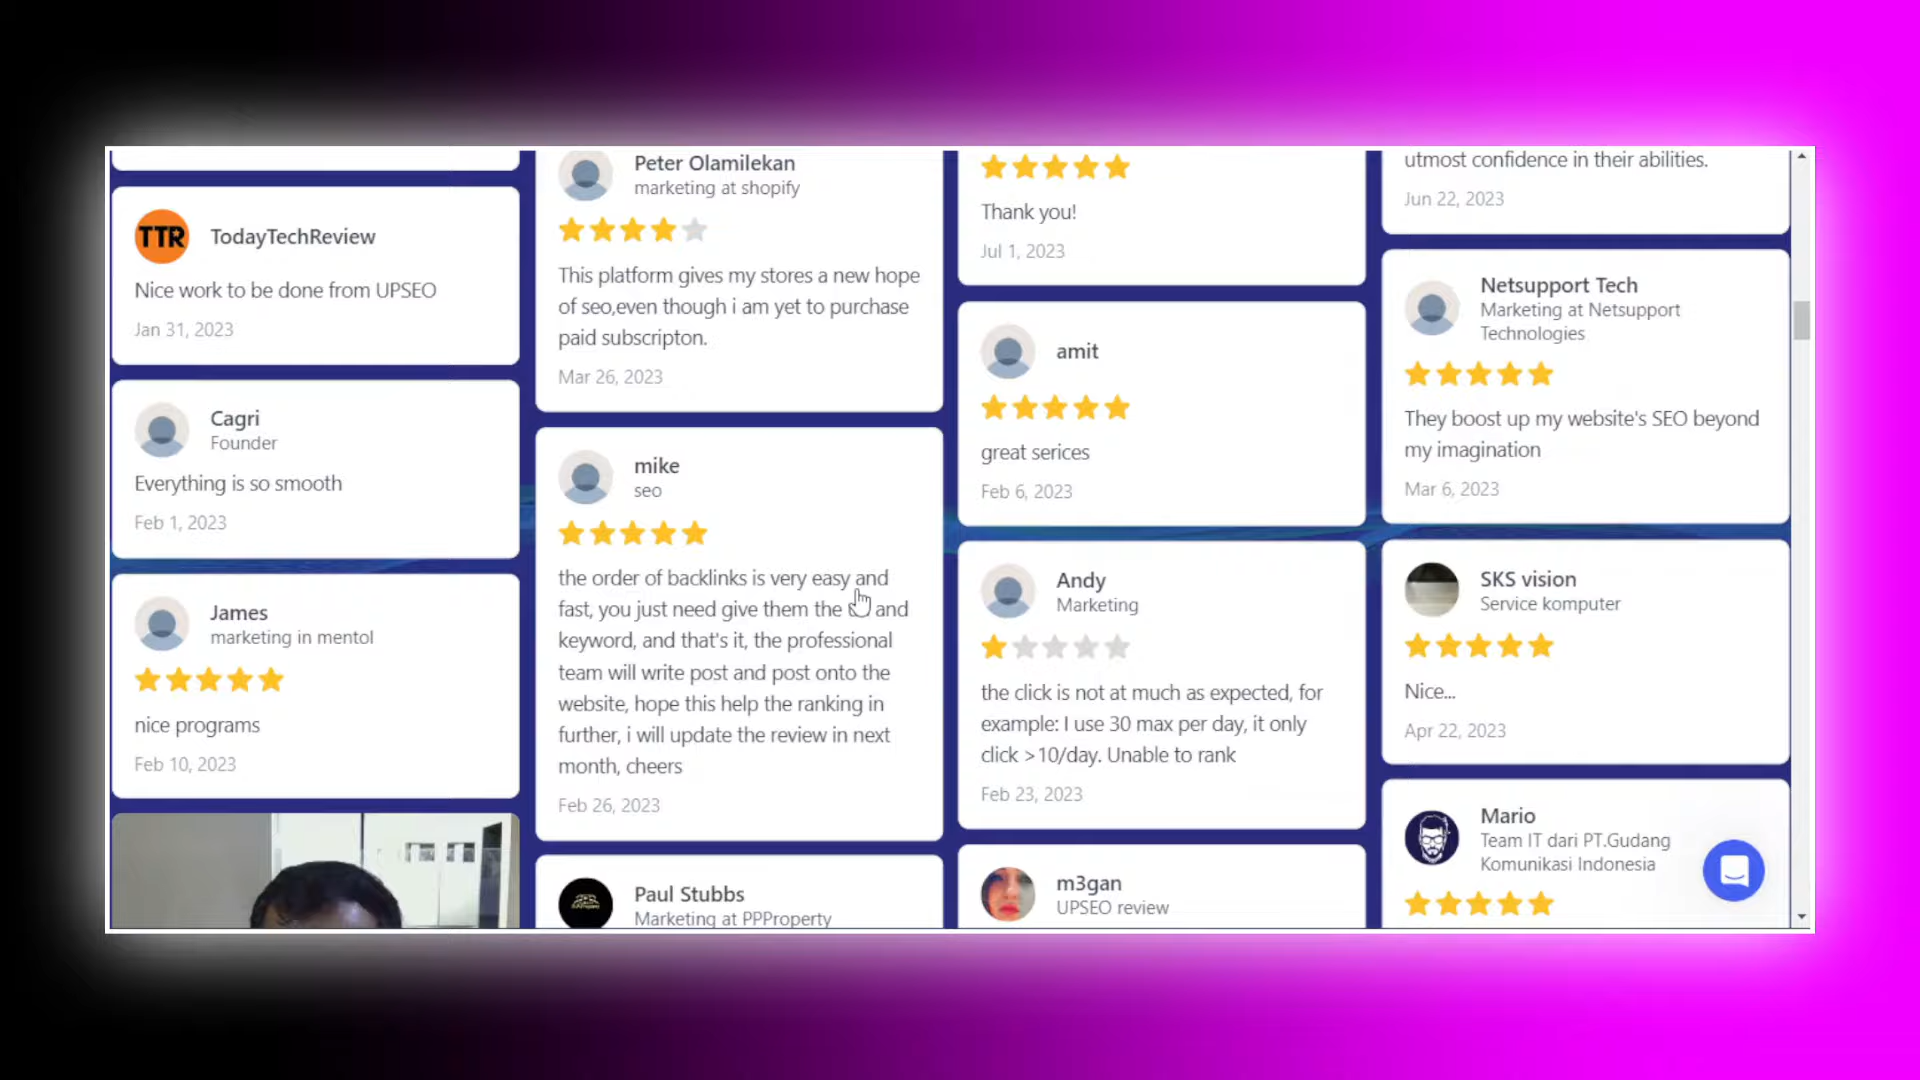 TTR
TodayTechReview
Nice work to be done from UPSEO
Jan 31, 2023
Cagri
Founder
Everything is so smooth
Feb 1, 2023
James
marketing in mentol
nice programs
Feb 10, 2023
Peter Olamilekan
marketing at shopify
This platform gives my stores a new hope
of seo,even though i am yet to purchase
paid subscripton.
Mar 26, 2023
mike
seo
the order of backlinks is very easy and
fast, you just need give them the and
keyword, and that's it, the professional
team will write post and post onto the
website, hope this help the ranking in
further, i will update the review in next
month, cheers
Feb 26, 2023
Paul Stubbs
Marketing at PPProperty
Thank you!
Jul 1, 2023
amit
great serices
Feb 6, 2023
Andy
Marketing
the click is not at much as expected, for
example: I use 30 max per day, it only
click >10/day. Unable to rank
Feb 23, 2023
m3gan
UPSEO review
utmost confidence in their abilities.
Jun 22, 2023
Netsupport Tech
Marketing at Netsupport
Technologies
They boost up my website's SEO beyond
my imagination
Mar 6, 2023
SKS vision
Service komputer
Nice...
Apr 22, 2023
Mario
Team IT dari PT.Gudang
Komunikasi Indonesia